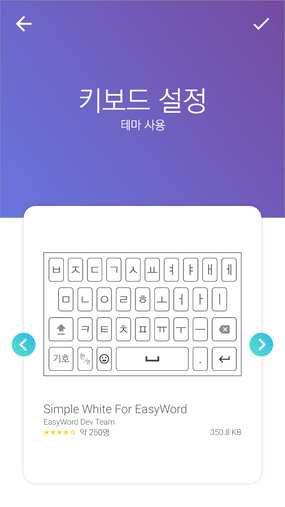 키보드 설정
테마 사용
ㅂ ㅈ ㄷ ㄱ ㅅ ㅛ ㅕ ㅑ ㅐ ㅔ
ㅁ ㄴ ㅇ ㄹ ㅎ ㅗ ㅓ ㅏ ㅣ
ㅋ ㅌ ㅊ ㅍ ㅠ ㅜ ㅡ
기호 한/영 .
Simple White For EasyWord
EasyWord Dev Team
★★★★☆ 약 250명 350.8 KB